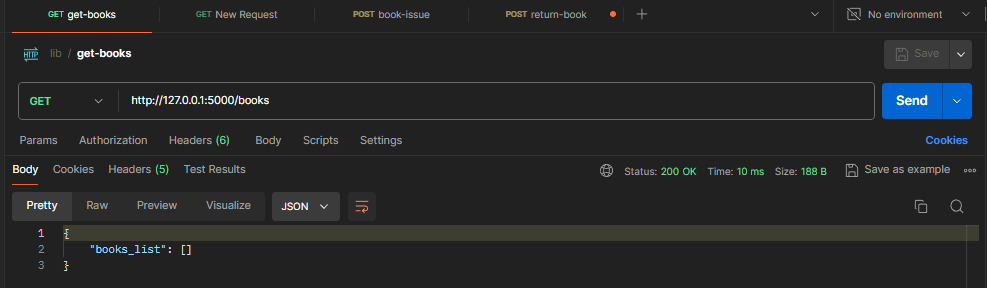 GET get-books GET New Request POST book-issue POST return-book No environment
HTTP lib / get-books Save
GET http://127.0.0.1:5000/books Send
Params Authorization Headers (6) Body Scripts Settings Cookies
Body Cookies Headers (5) Test Results Status: 200 OK Time: 10 ms Size: 188 B Save as example
Pretty Raw Preview Visualize JSON
1 {
2 "books_list": []
3 }